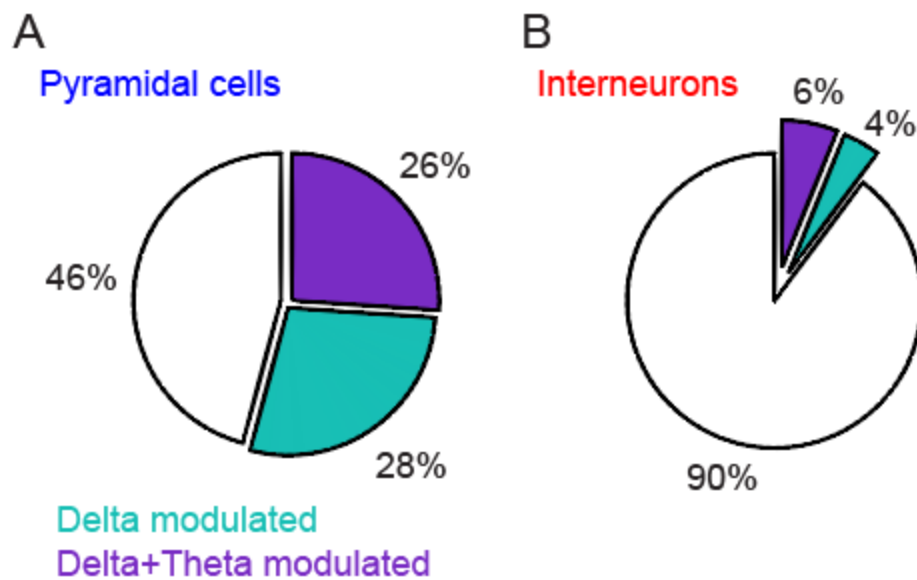 A
Pyramidal cells
26%
46%
28%
Delta modulated
Delta+Theta modulated
B
Interneurons
6%
4%
90%